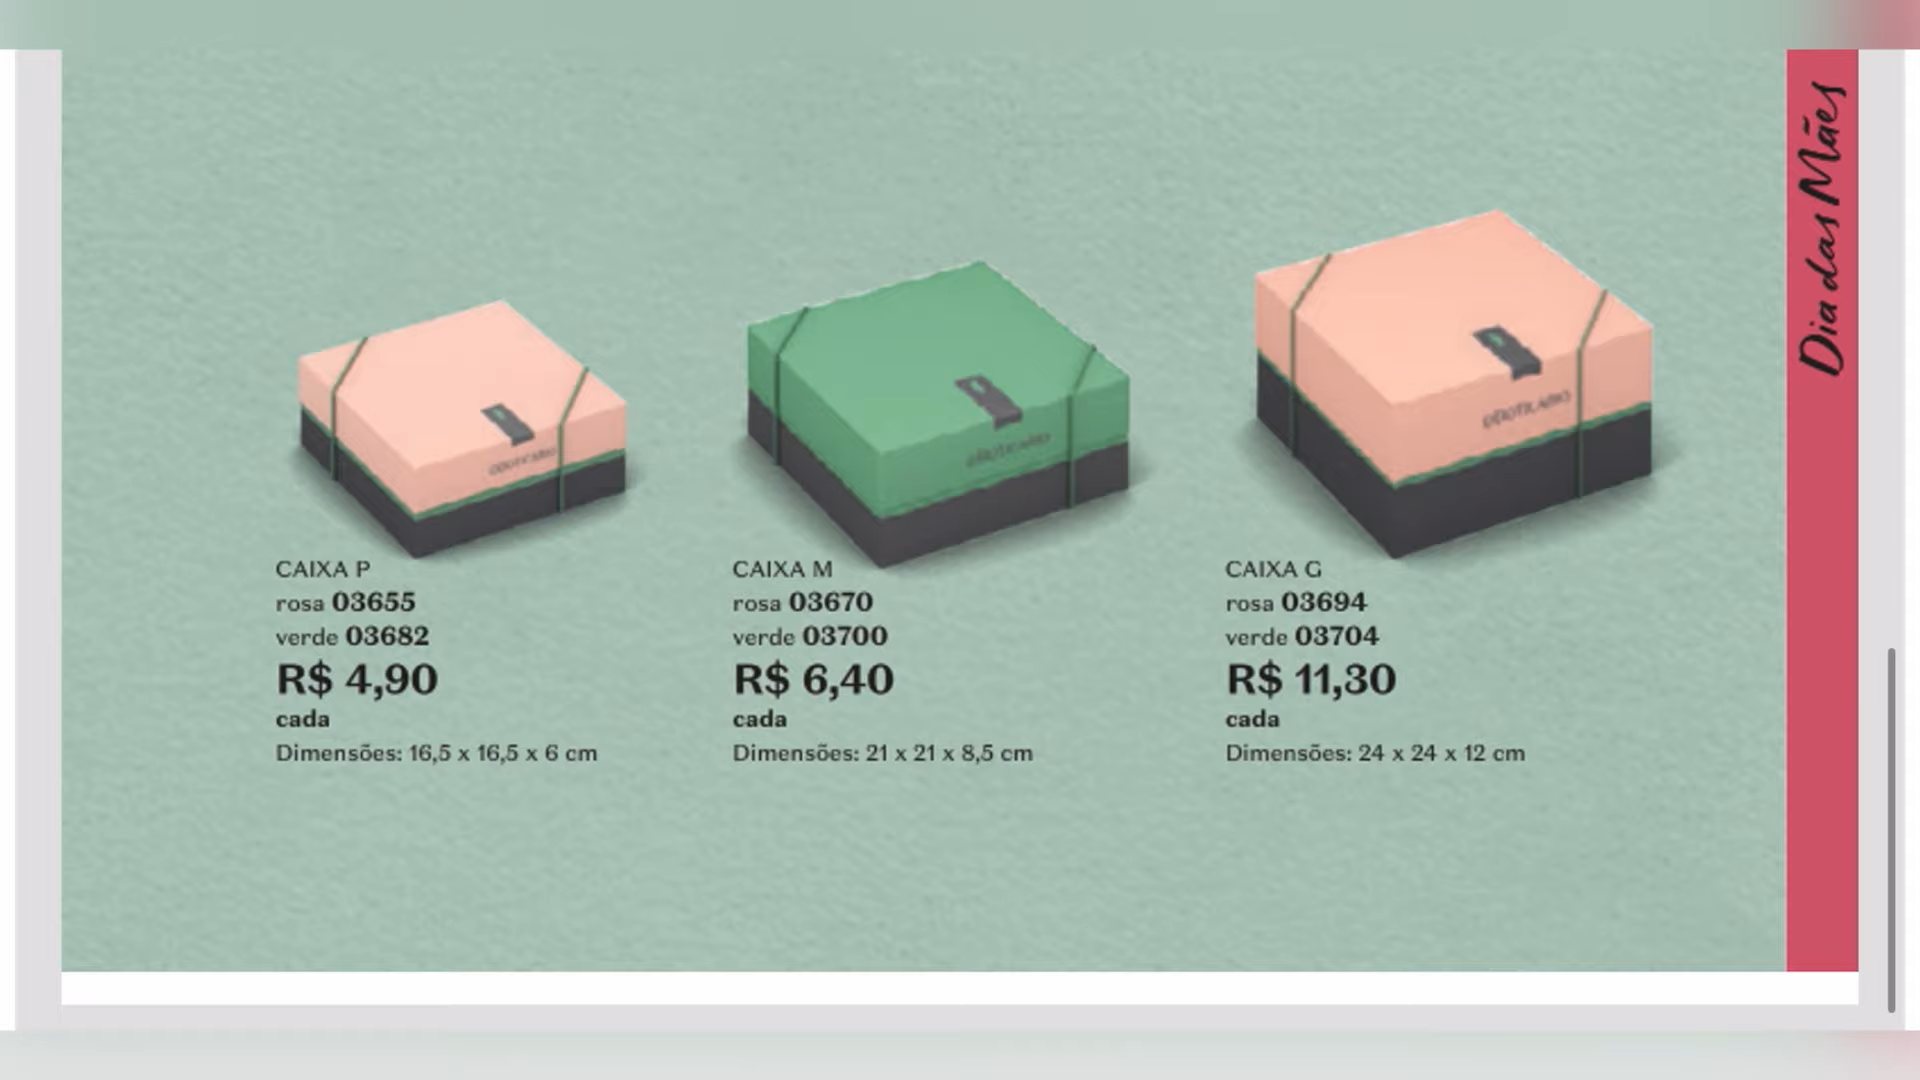 Dia das Mães
CAIXA P
rosa 03655
verde 03682
R$ 4,90
cada
Dimensões: 16,5 x 16,5 x 6 cm
CAIXA M
rosa 03670
verde 03700
R$ 6,40
cada
Dimensões: 21 x 21 x 8,5 cm
CAIXA G
rosa 03694
verde 03704
R$ 11,30
cada
Dimensões: 24 x 24 x 12 cm